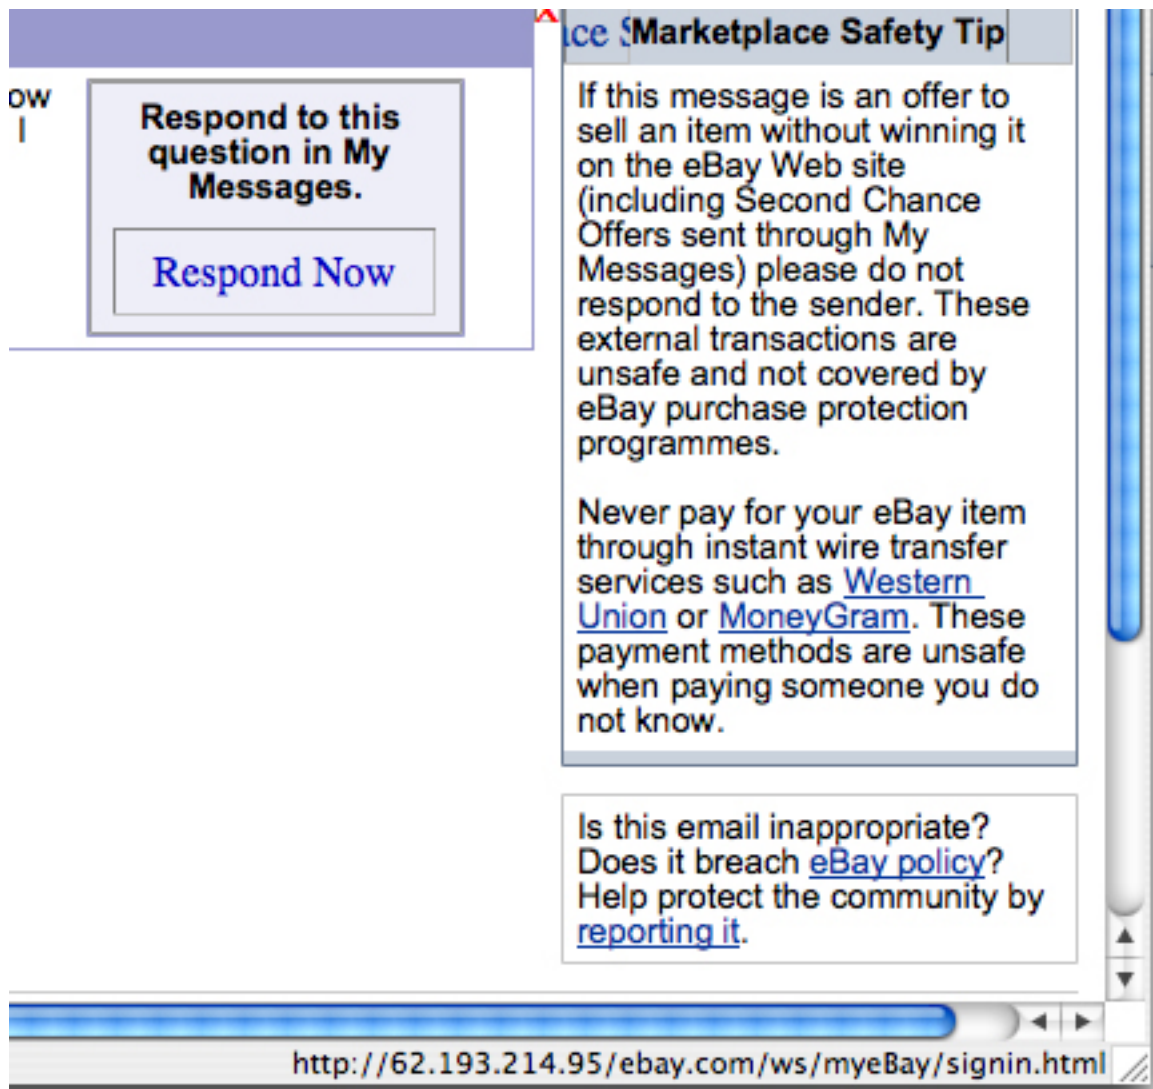 ice S
Marketplace Safety Tip
ow
I
Respond to this
question in My
Messages.
Respond Now
If this message is an offer to
sell an item without winning it
on the eBay Web site
(including Second Chance
Offers sent through My
Messages) please do not
respond to the sender. These
external transactions are
unsafe and not covered by
eBay purchase protection
programmes.
Never pay for your eBay item
through instant wire transfer
services such as Western
Union or MoneyGram. These
payment methods are unsafe
when paying someone you do
not know.
Is this email inappropriate?
Does it breach eBay policy?
Help protect the community by
reporting it.
http://62.193.214.95/ebay.com/ws/myeBay/signin.html